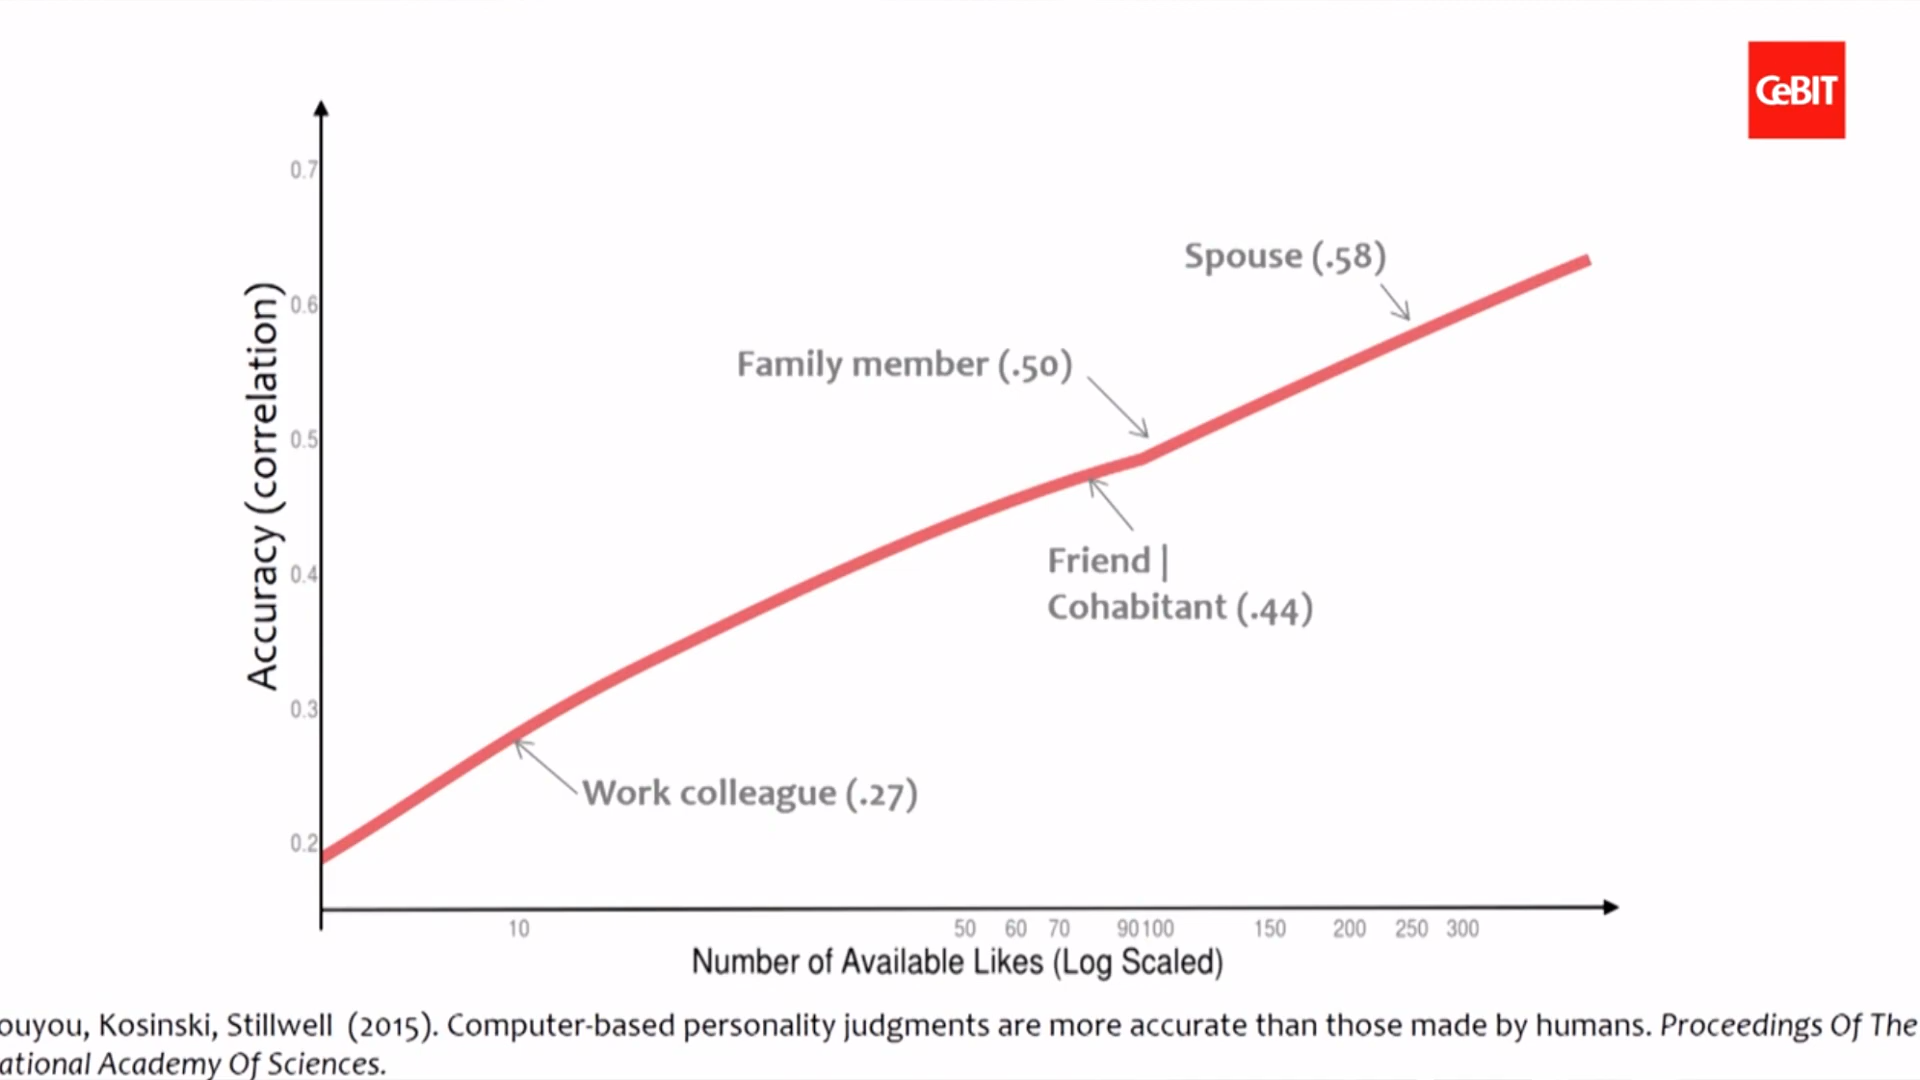 CeBIT
0.7
0.6
0.5
0.4
0.3
0.2
Accuracy (correlation)
Spouse (.58)
Family member (.50)
Friend |
Cohabitant (.44)
Work colleague (.27)
10 50 60 70 90 100 150 200 250 300
Number of Available Likes (Log Scaled)
ouyou, Kosinski, Stillwell (2015). Computer-based personality judgments are more accurate than those made by humans. Proceedings Of The
ational Academy Of Sciences.